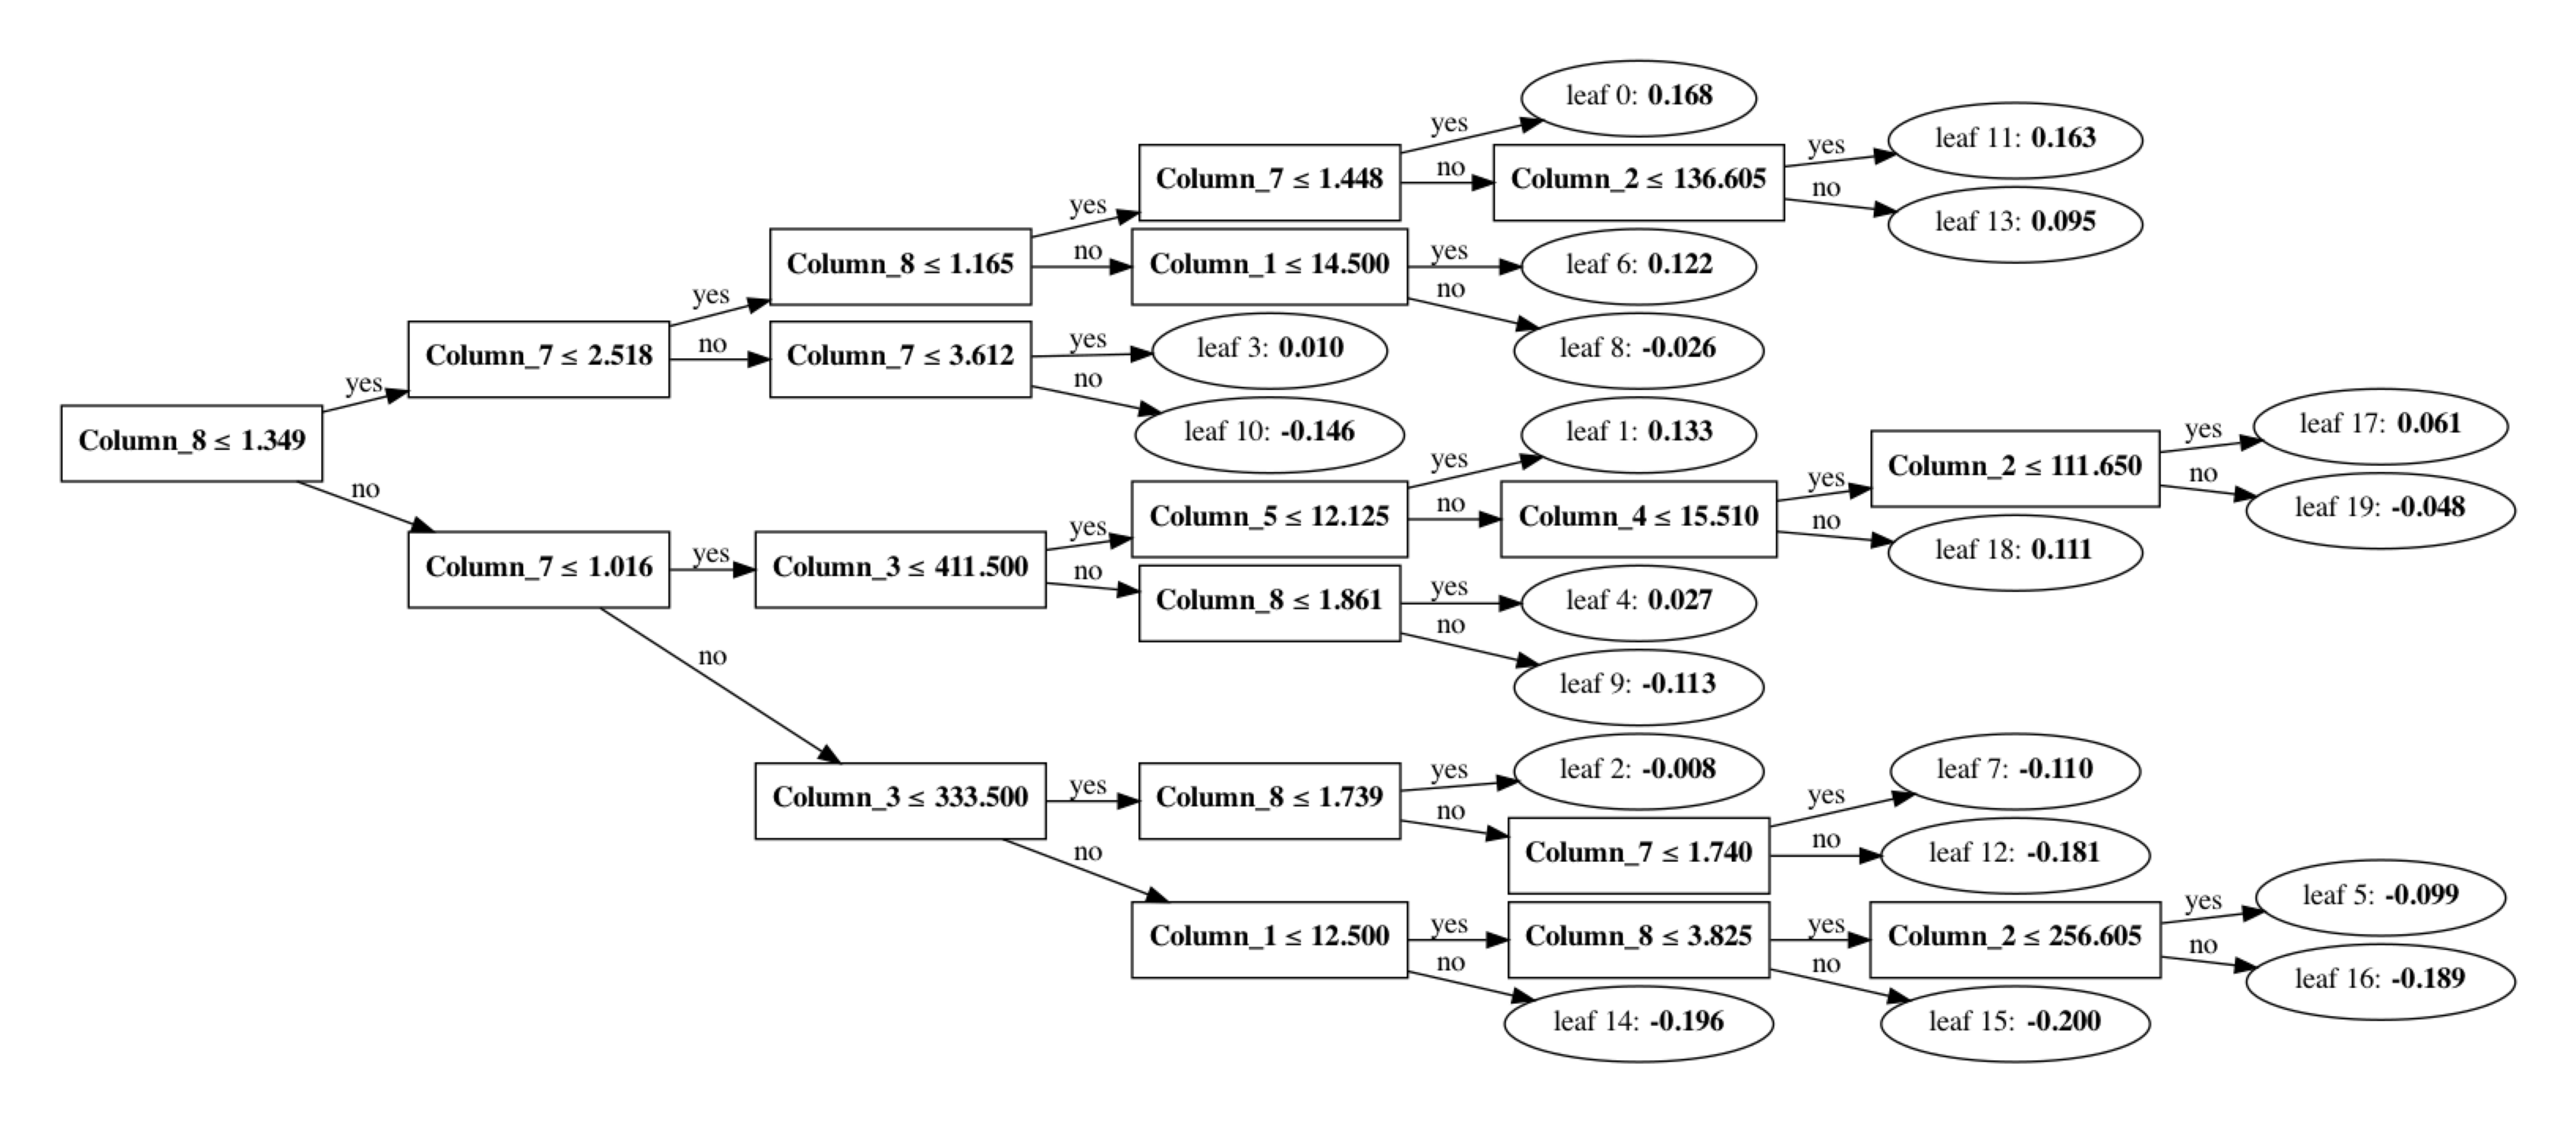 leaf 0: 0.168
yes
leaf 11: 0.163
yes
Column_7 ≤ 1.448
no
Column_2 ≤ 136.605
no
leaf 13: 0.095
yes
Column_8 ≤ 1.165
no
Column_1 ≤ 14.500
yes
leaf 6: 0.122
no
yes
leaf 8: -0.026
Column_7 ≤ 2.518
no
Column_7 ≤ 3.612
yes
leaf 3: 0.010
no
yes
leaf 10: -0.146
Column_8 ≤ 1.349
no
leaf 1: 0.133
yes
leaf 17: 0.061
yes
Column_2 ≤ 111.650
no
leaf 19: -0.048
yes
Column_5 ≤ 12.125
no
Column_4 ≤ 15.510
yes
no
leaf 18: 0.111
Column_7 ≤ 1.016
yes
Column_3 ≤ 411.500
no
Column_8 ≤ 1.861
yes
leaf 4: 0.027
no
leaf 9: -0.113
no
leaf 2: -0.008
yes
leaf 7: -0.110
yes
Column_3 ≤ 333.500
yes
Column_8 ≤ 1.739
no
Column_7 ≤ 1.740
no
leaf 12: -0.181
no
leaf 5: -0.099
yes
Column_1 ≤ 12.500
yes
Column_8 ≤ 3.825
yes
Column_2 ≤ 256.605
no
leaf 16: -0.189
no
leaf 14: -0.196
no
leaf 15: -0.200